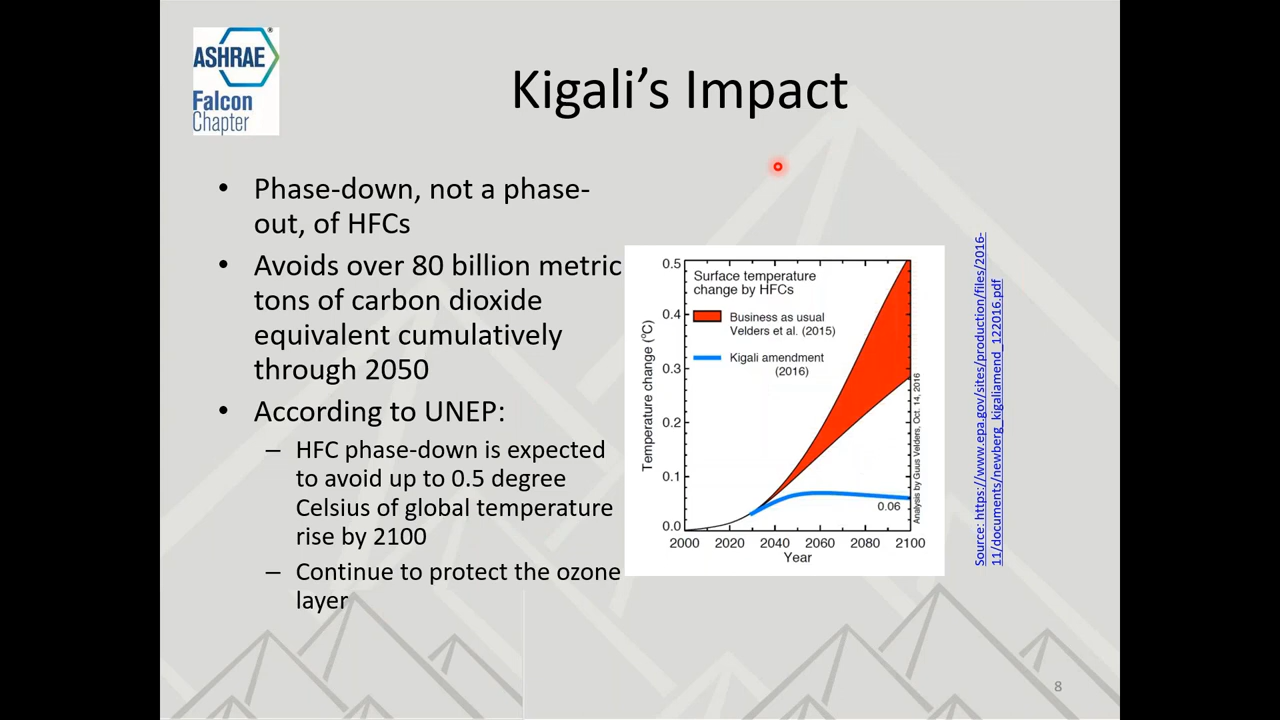 ASHRAE
®
Falcon
Chapter
Kigali’s Impact
• Phase-down, not a phase-
out, of HFCs
• Avoids over 80 billion metric
tons of carbon dioxide
equivalent cumulatively
through 2050
• According to UNEP:
– HFC phase-down is expected
to avoid up to 0.5 degree
Celsius of global temperature
rise by 2100
– Continue to protect the ozone
layer
Surface temperature
change by HFCs
Business as usual
Velders et al. (2015)
Kigali amendment
(2016)
Temperature change (°C)
0.5
0.4
0.3
0.2
0.1
0.0
0.06
2000 2020 2040 2060 2080 2100
Year
Analysis by Guus Velders, Oct. 14, 2016
Source: https://www.epa.gov/sites/production/files/2016-
11/documents/newberg_kigaliamend_122016.pdf
8